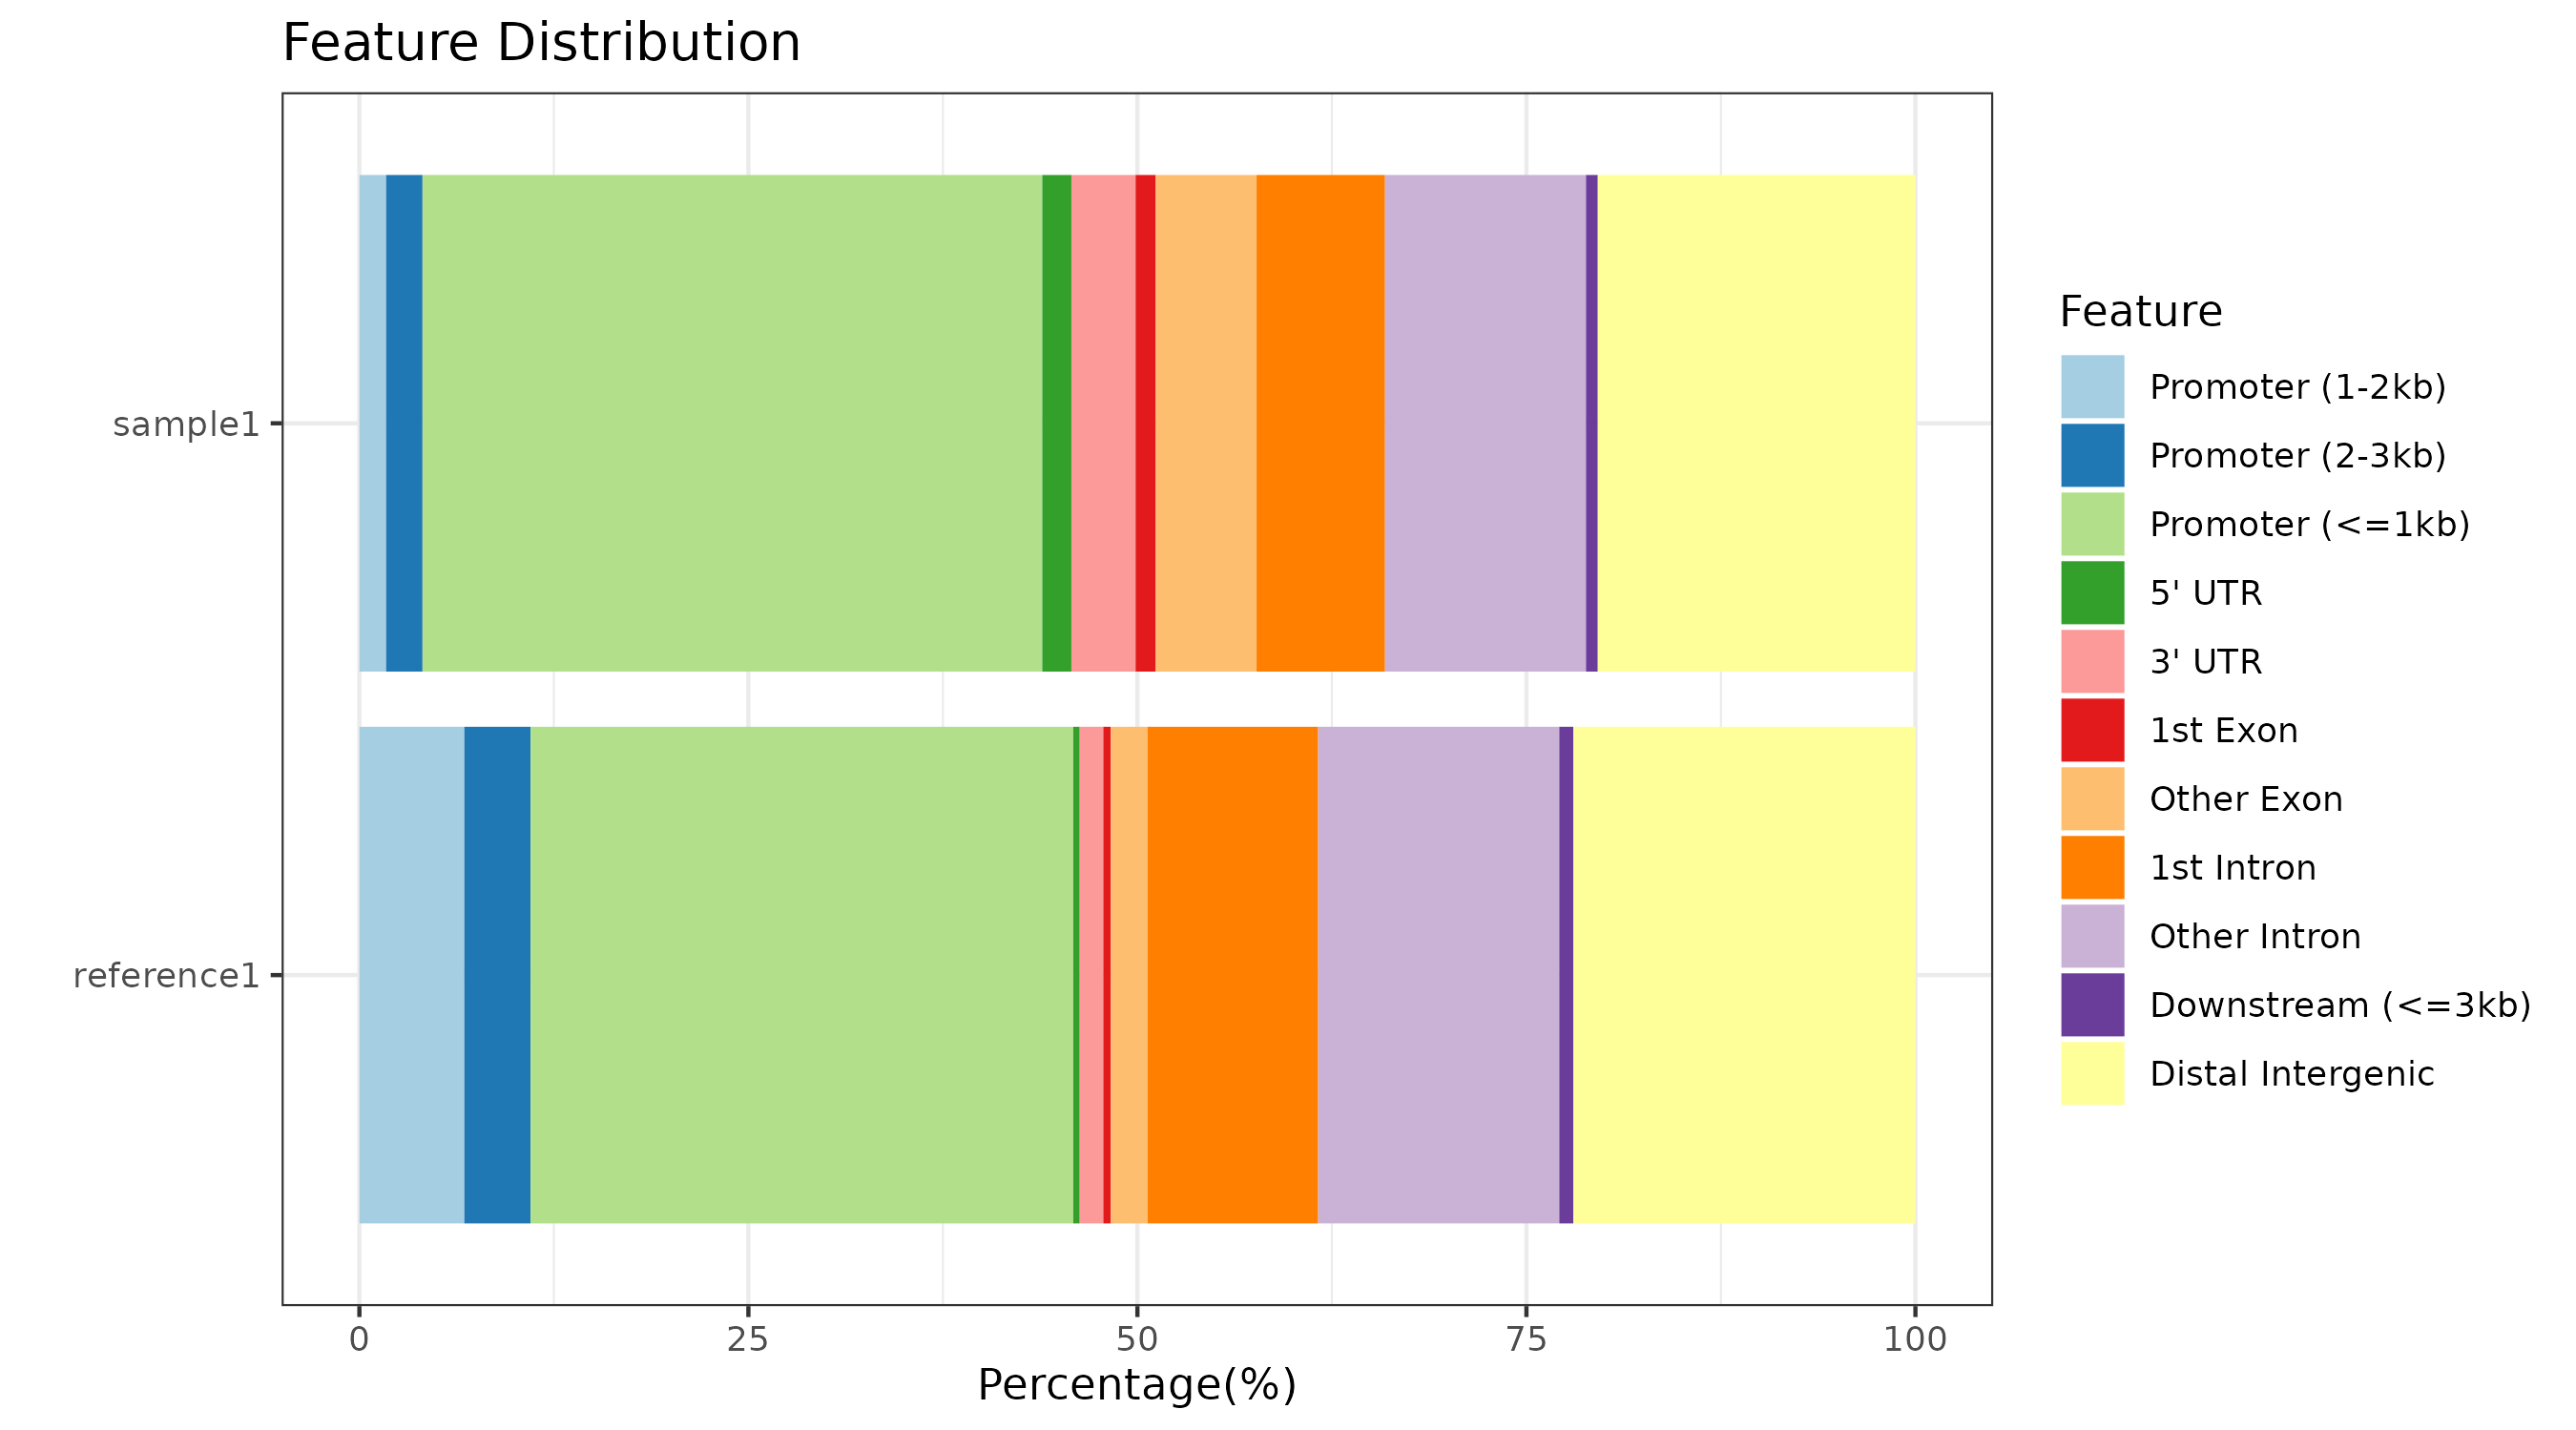 Feature Distribution
sample1
reference1
0 25 50 75 100
Percentage(%)
Feature
Promoter (1-2kb)
Promoter (2-3kb)
Promoter (<=1kb)
5' UTR
3' UTR
1st Exon
Other Exon
1st Intron
Other Intron
Downstream (<=3kb)
Distal Intergenic